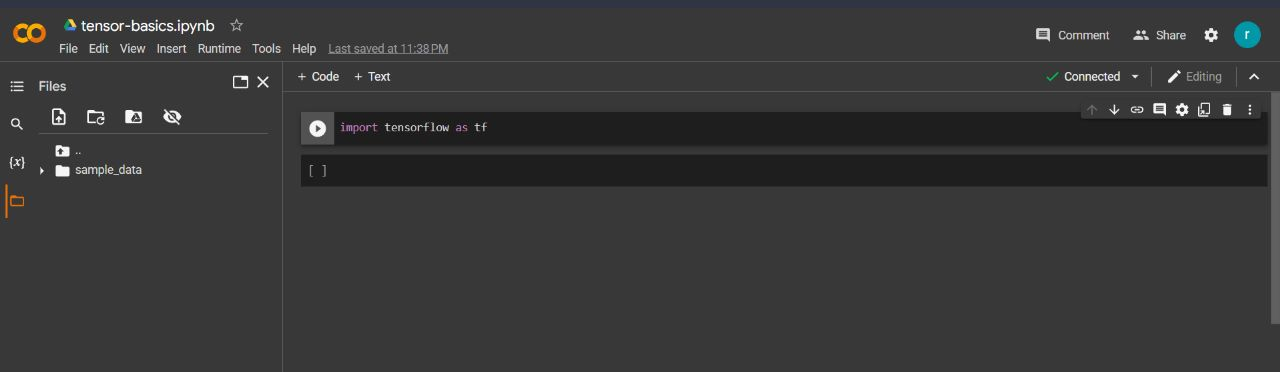 tensor-basics.ipynb
File Edit View Insert Runtime Tools Help Last saved at 11:38 PM
Comment Share r
Files
+ Code + Text
Connected Editing
{x}
..
sample_data
import tensorflow as tf
[ ]